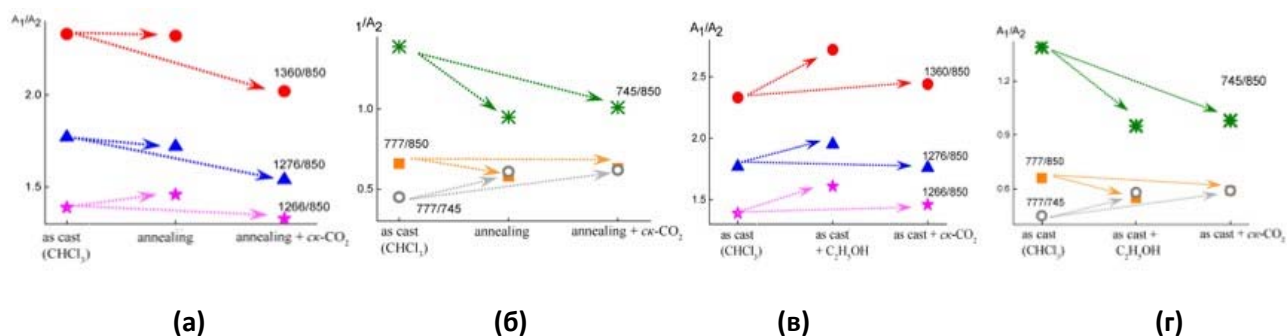 A₁/A₂
2.0
1.5
1360/850
1276/850
1266/850
as cast
(CHCl₃)
annealing
annealing + ск-CO₂
(а)
1/A₂
1.0
0.5
745/850
777/850
777/745
as cast
(CHCl₃)
annealing
annealing + ск-CO₂
(б)
A₁/A₂
2.5
2.0
1.5
1360/850
1276/850
1266/850
as cast
(CHCl₃)
as cast
+ C₂H₅OH
as cast + ск-CO₂
(в)
A₁/A₂
1.2
0.9
0.6
745/850
777/850
777/745
as cast
(CHCl₃)
as cast +
C₂H₅OH
as cast + ск-CO₂
(г)